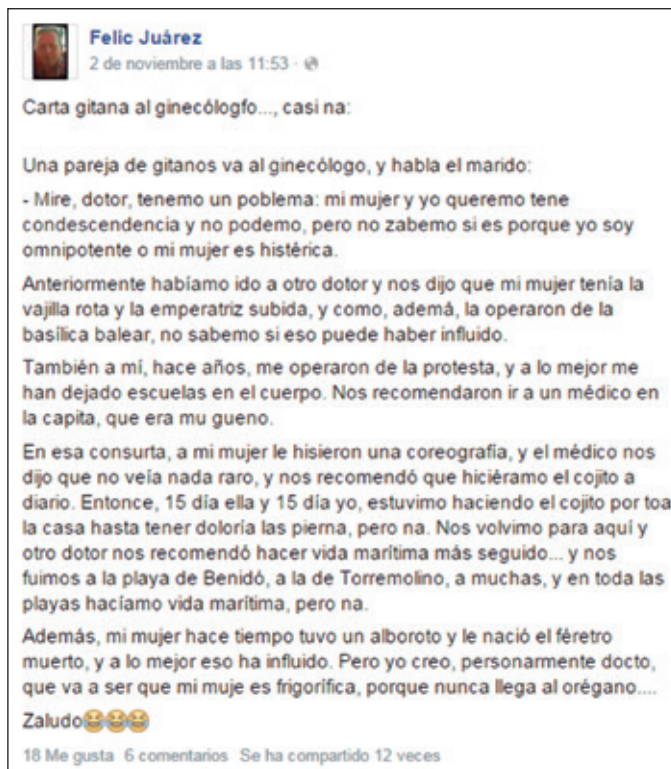 Felic Juárez
2 de noviembre a las 11:53 ·
Carta gitana al ginecólogfo..., casi na:
Una pareja de gitanos va al ginecólogo, y habla el marido:
- Mire, dotor, tenemo un poblema: mi mujer y yo queremo tene
condescendencia y no podemo, pero no zabemo si es porque yo soy
omnipotente o mi mujer es histérica.
Anteriormente habíamo ido a otro dotor y nos dijo que mi mujer tenía la
vajilla rota y la emperatriz subida, y como, ademá, la operaron de la
basílica balear, no sabemo si eso puede haber influido.
También a mí, hace años, me operaron de la protesta, y a lo mejor me
han dejado escuelas en el cuerpo. Nos recomendaron ir a un médico en
la capita, que era mu gueno.
En esa consurta, a mi mujer le hisieron una coreografía, y el médico nos
dijo que no veía nada raro, y nos recomendó que hiciéramo el cojito a
diario. Entonce, 15 día ella y 15 día yo, estuvimo haciendo el cojito por toa
la casa hasta tener doloría las pierna, pero na. Nos volvimo para aquí y
otro dotor nos recomendó hacer vida marítima más seguido... y nos
fuimos a la playa de Benidó, a la de Torremolino, a muchas, y en toda las
playas hacíamo vida marítima, pero na.
Además, mi mujer hace tiempo tuvo un alboroto y le nació el féretro
muerto, y a lo mejor eso ha influido. Pero yo creo, personarmente docto,
que va a ser que mi muje es frigorífica, porque nunca llega al orégano....
Zaludo😂😂😂
18 Me gusta 6 comentarios Se ha compartido 12 veces